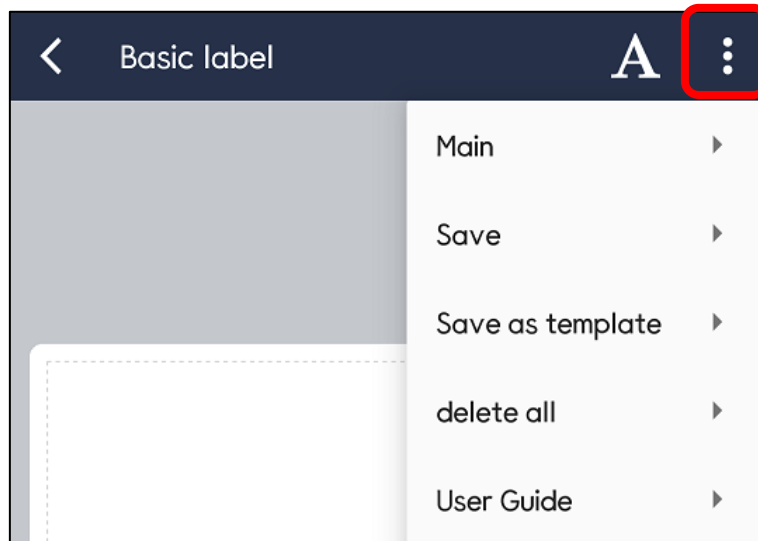 Basic label A
Main
Save
Save as template
delete all
User Guide